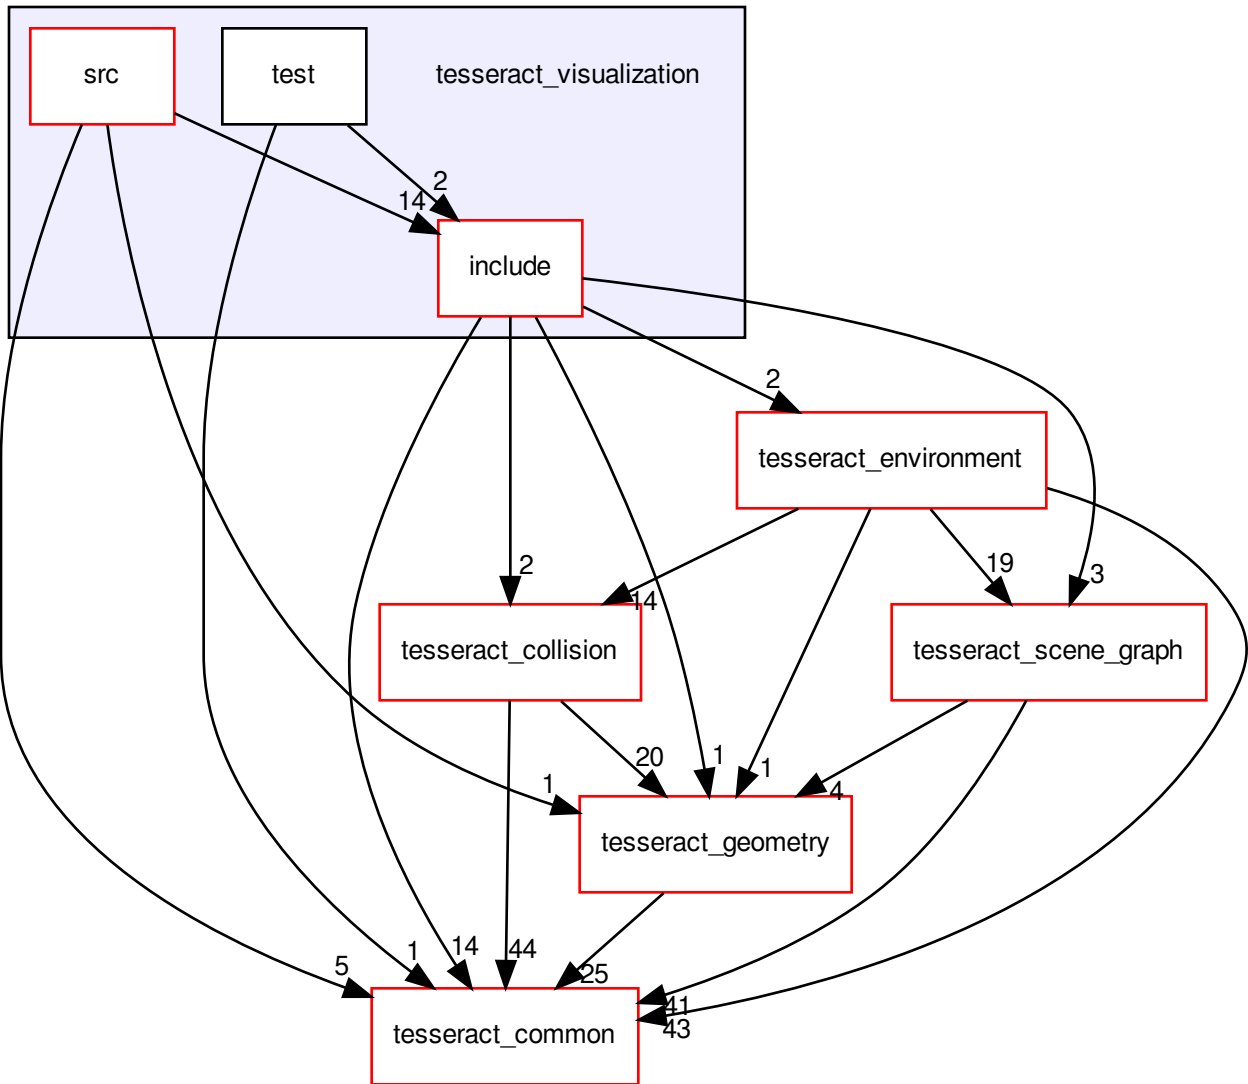 src
test
tesseract_visualization
2
14
include
2
tesseract_environment
2
19
3
14
tesseract_collision
tesseract_scene_graph
20
1
1
1
4
tesseract_geometry
5
1
14
44
25
41
43
tesseract_common